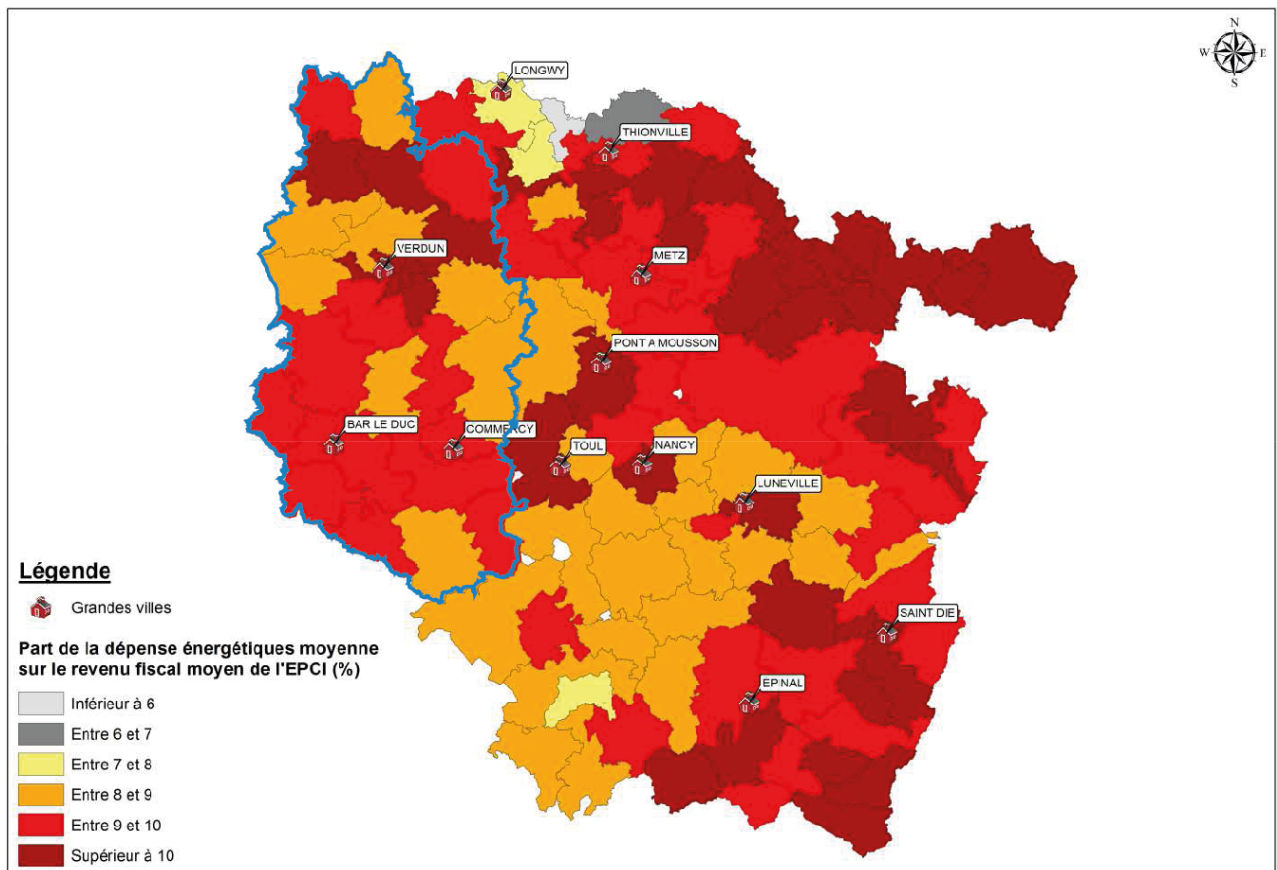 N
W E
S
LONGWY
THIONVILLE
VERDUN
METZ
PONT A MOUSSON
BAR LE DUC
COMMERCY
TOUL
NANCY
LUNEVILLE
SAINT DIE
EPINAL
Légende
Grandes villes
Part de la dépense énergétiques moyenne
sur le revenu fiscal moyen de l'EPCI (%)
Inférieur à 6
Entre 6 et 7
Entre 7 et 8
Entre 8 et 9
Entre 9 et 10
Supérieur à 10